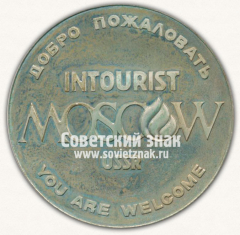 ДОБРО ПОЖАЛОВАТЬ
INTOURIST
MOSCOW
Советский знак
www.sovietznak.ru
USSR
YOU ARE WELCOME